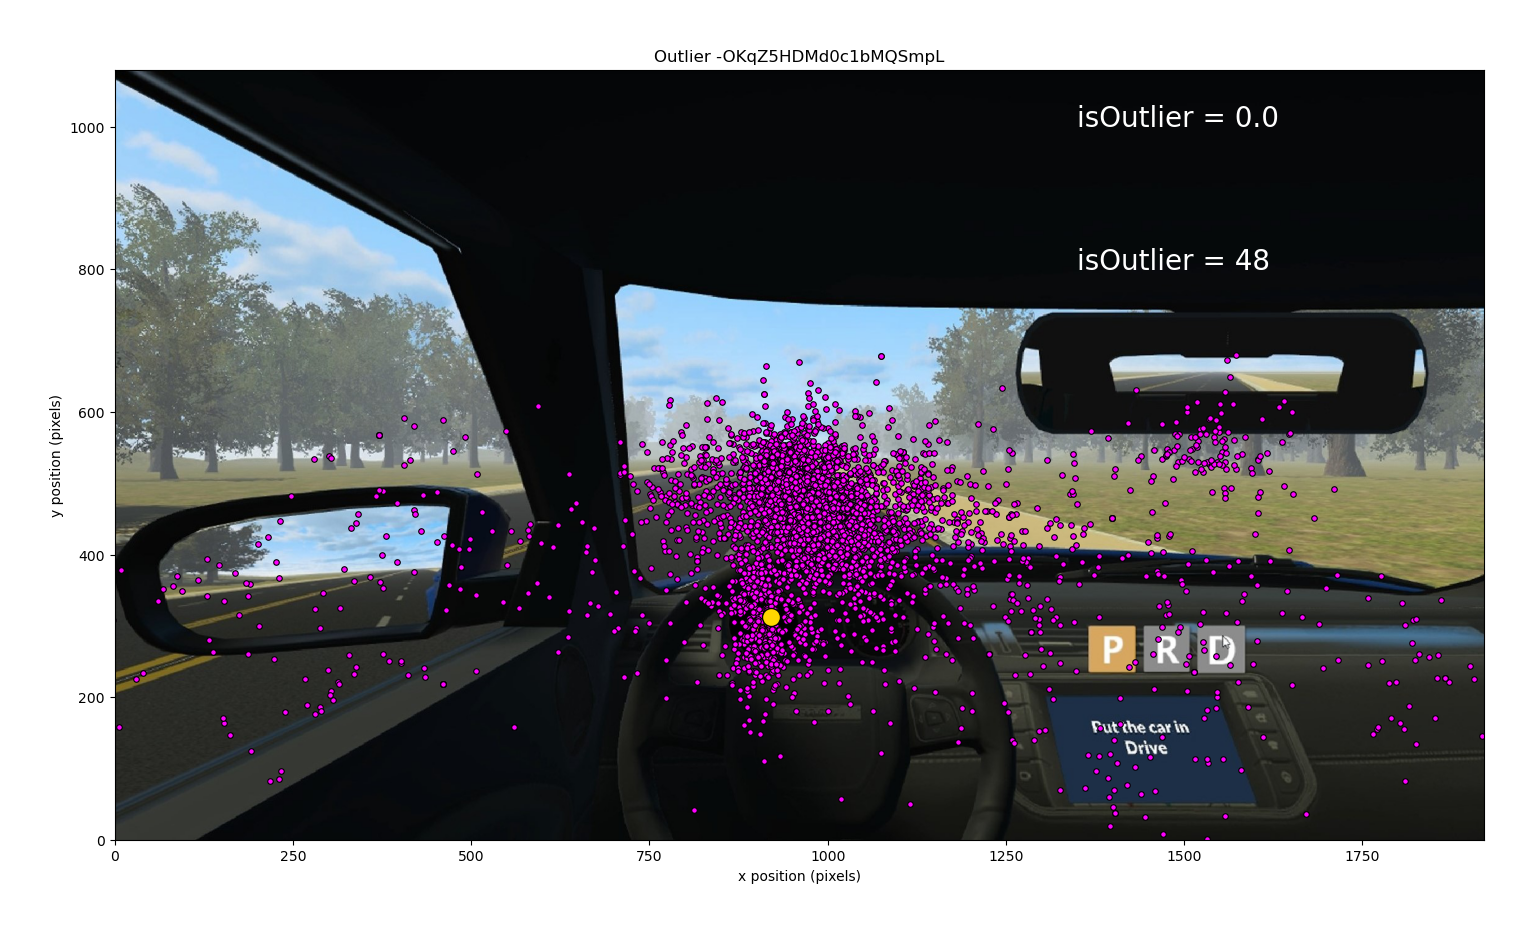 Outlier -OKqZ5HDMd0c1bMQSmpL
isOutlier = 0.0
isOutlier = 48
1000
800
600
400
200
0
y position (pixels)
P R D
Put the car in
Drive
0 250 500 750 1000 1250 1500 1750
x position (pixels)